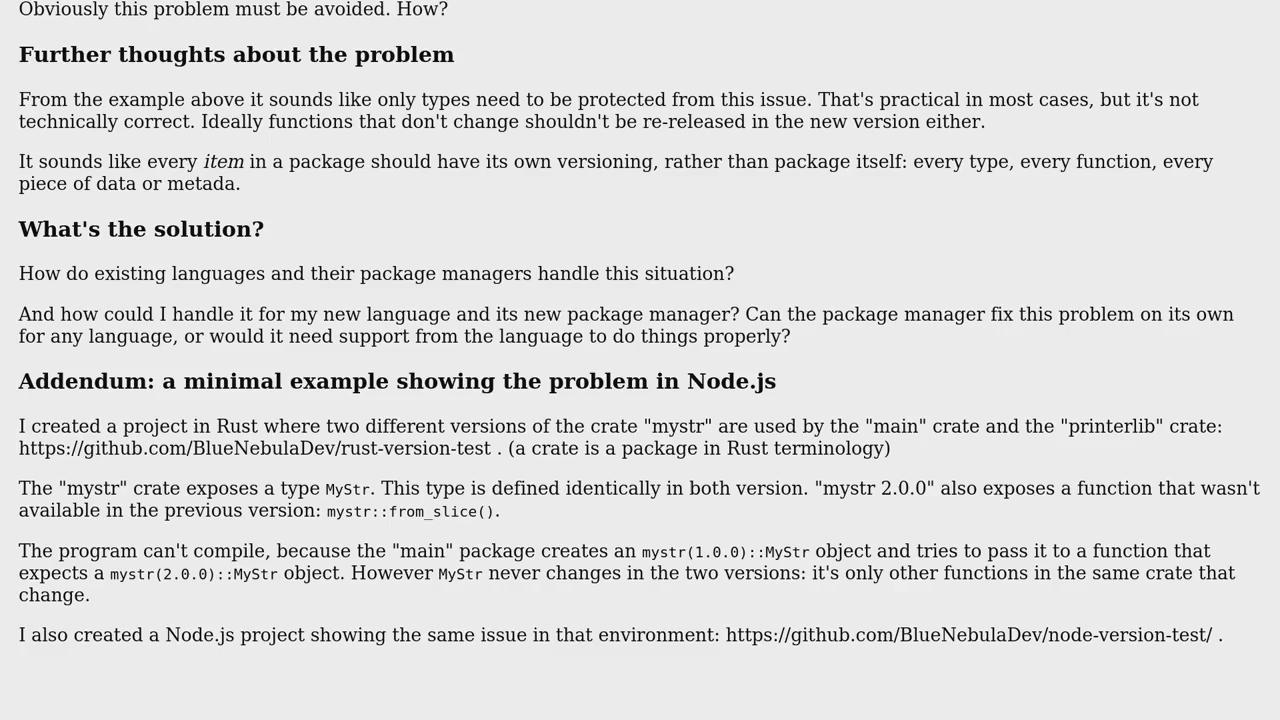 Obviously this problem must be avoided. How?
Further thoughts about the problem
From the example above it sounds like only types need to be protected from this issue. That's practical in most cases, but it's not
technically correct. Ideally functions that don't change shouldn't be re-released in the new version either.
It sounds like every item in a package should have its own versioning, rather than package itself: every type, every function, every
piece of data or metada.
What's the solution?
How do existing languages and their package managers handle this situation?
And how could I handle it for my new language and its new package manager? Can the package manager fix this problem on its own
for any language, or would it need support from the language to do things properly?
Addendum: a minimal example showing the problem in Node.js
I created a project in Rust where two different versions of the crate "mystr" are used by the "main" crate and the "printerlib" crate:
https://github.com/BlueNebulaDev/rust-version-test . (a crate is a package in Rust terminology)
The "mystr" crate exposes a type MyStr. This type is defined identically in both version. "mystr 2.0.0" also exposes a function that wasn't
available in the previous version: mystr::from_slice().
The program can't compile, because the "main" package creates an mystr(1.0.0)::MyStr object and tries to pass it to a function that
expects a mystr(2.0.0)::MyStr object. However MyStr never changes in the two versions: it's only other functions in the same crate that
change.
I also created a Node.js project showing the same issue in that environment: https://github.com/BlueNebulaDev/node-version-test/ .